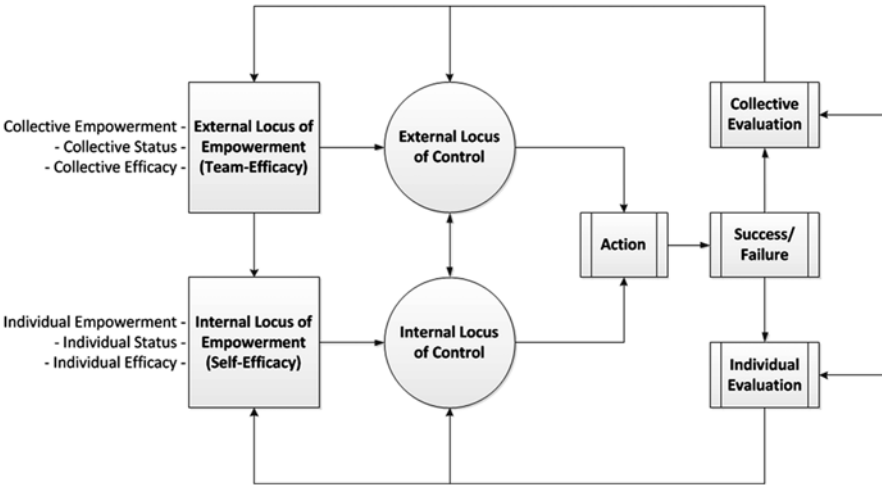 Collective Empowerment -
- Collective Status -
- Collective Efficacy -
External Locus of
Empowerment
(Team-Efficacy)
External Locus
of Control
Collective
Evaluation
Action
Success/
Failure
Individual Empowerment -
- Individual Status -
- Individual Efficacy -
Internal Locus of
Empowerment
(Self-Efficacy)
Internal Locus
of Control
Individual
Evaluation